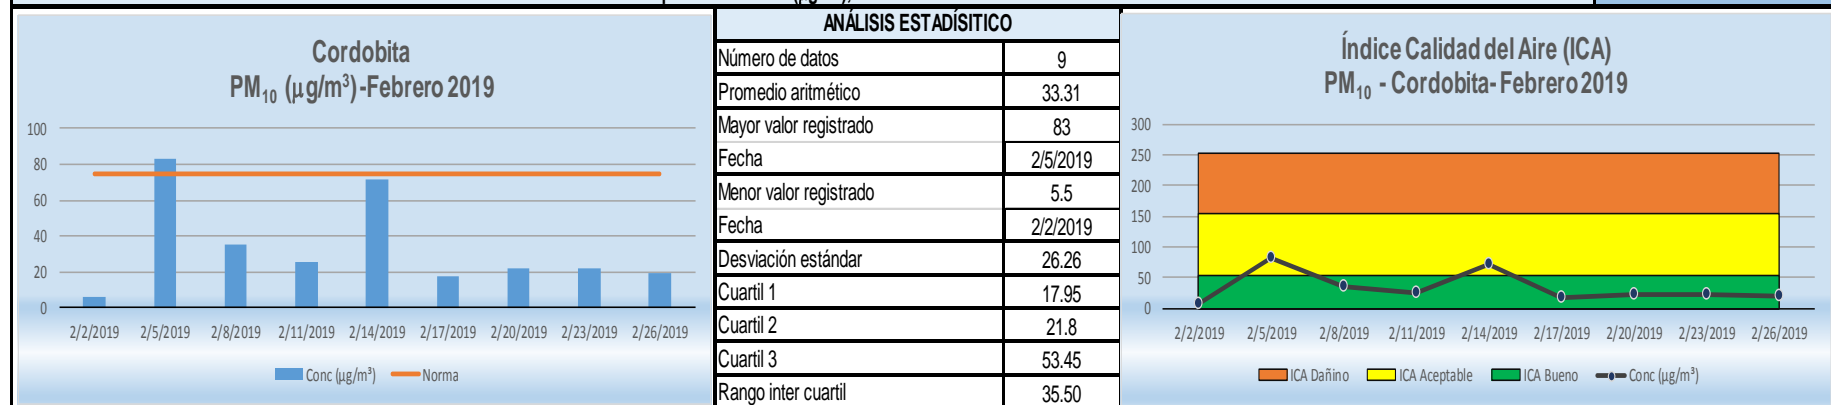 Cordobita
PM10 (µg/m³)-Febrero 2019
100
80
60
40
20
0
2/2/2019 2/5/2019 2/8/2019 2/11/2019 2/14/2019 2/17/2019 2/20/2019 2/23/2019 2/26/2019
Conc (µg/m³) Norma
ANÁLISIS ESTADÍSITICO
Número de datos 9
Promedio aritmético 33.31
Mayor valor registrado 83
Fecha 2/5/2019
Menor valor registrado 5.5
Fecha 2/2/2019
Desviación estándar 26.26
Cuartil 1 17.95
Cuartil 2 21.8
Cuartil 3 53.45
Rango inter cuartil 35.50
Índice Calidad del Aire (ICA)
PM10 - Cordobita- Febrero 2019
300
250
200
150
100
50
0
2/2/2019 2/5/2019 2/8/2019 2/11/2019 2/14/2019 2/17/2019 2/20/2019 2/23/2019 2/26/2019
ICA Dañino ICA Aceptable ICA Bueno Conc (µg/m³)